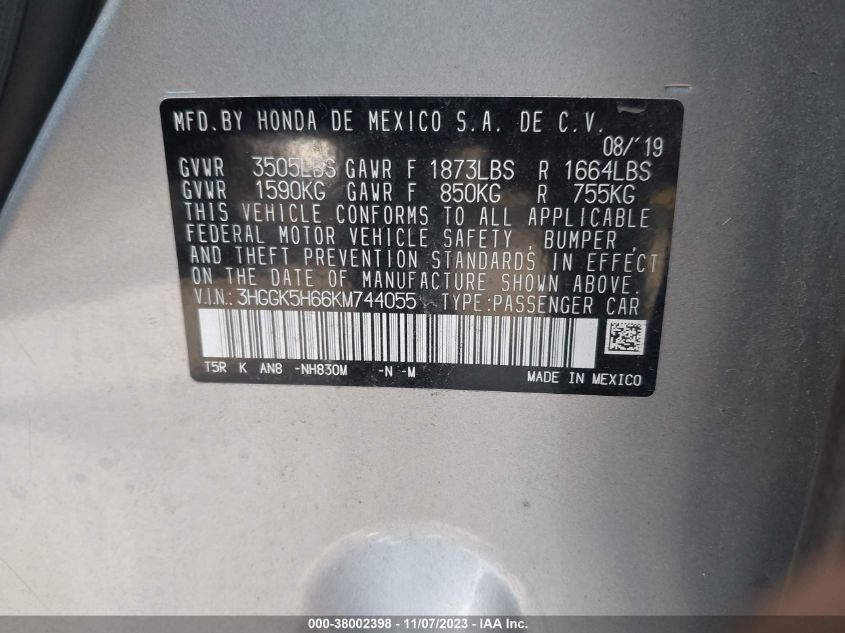 MFD.BY HONDA DE MEXICO S.A. DE C.V.
08/'19
GVWR 3505LBS GAWR F 1873LBS R 1664LBS
GVWR 1590KG GAWR F 850KG R 755KG
THIS VEHICLE CONFORMS TO ALL APPLICABLE
FEDERAL MOTOR VEHICLE SAFETY, BUMPER,
AND THEFT PREVENTION STANDARDS IN EFFECT
ON THE DATE OF MANUFACTURE SHOWN ABOVE.
V.I.N.: 3HGGK5H66KM744055 TYPE:PASSENGER CAR
T5R K AN8 -NH830M -N -M
MADE IN MEXICO
000-38002398 - 11/07/2023 - IAA Inc.